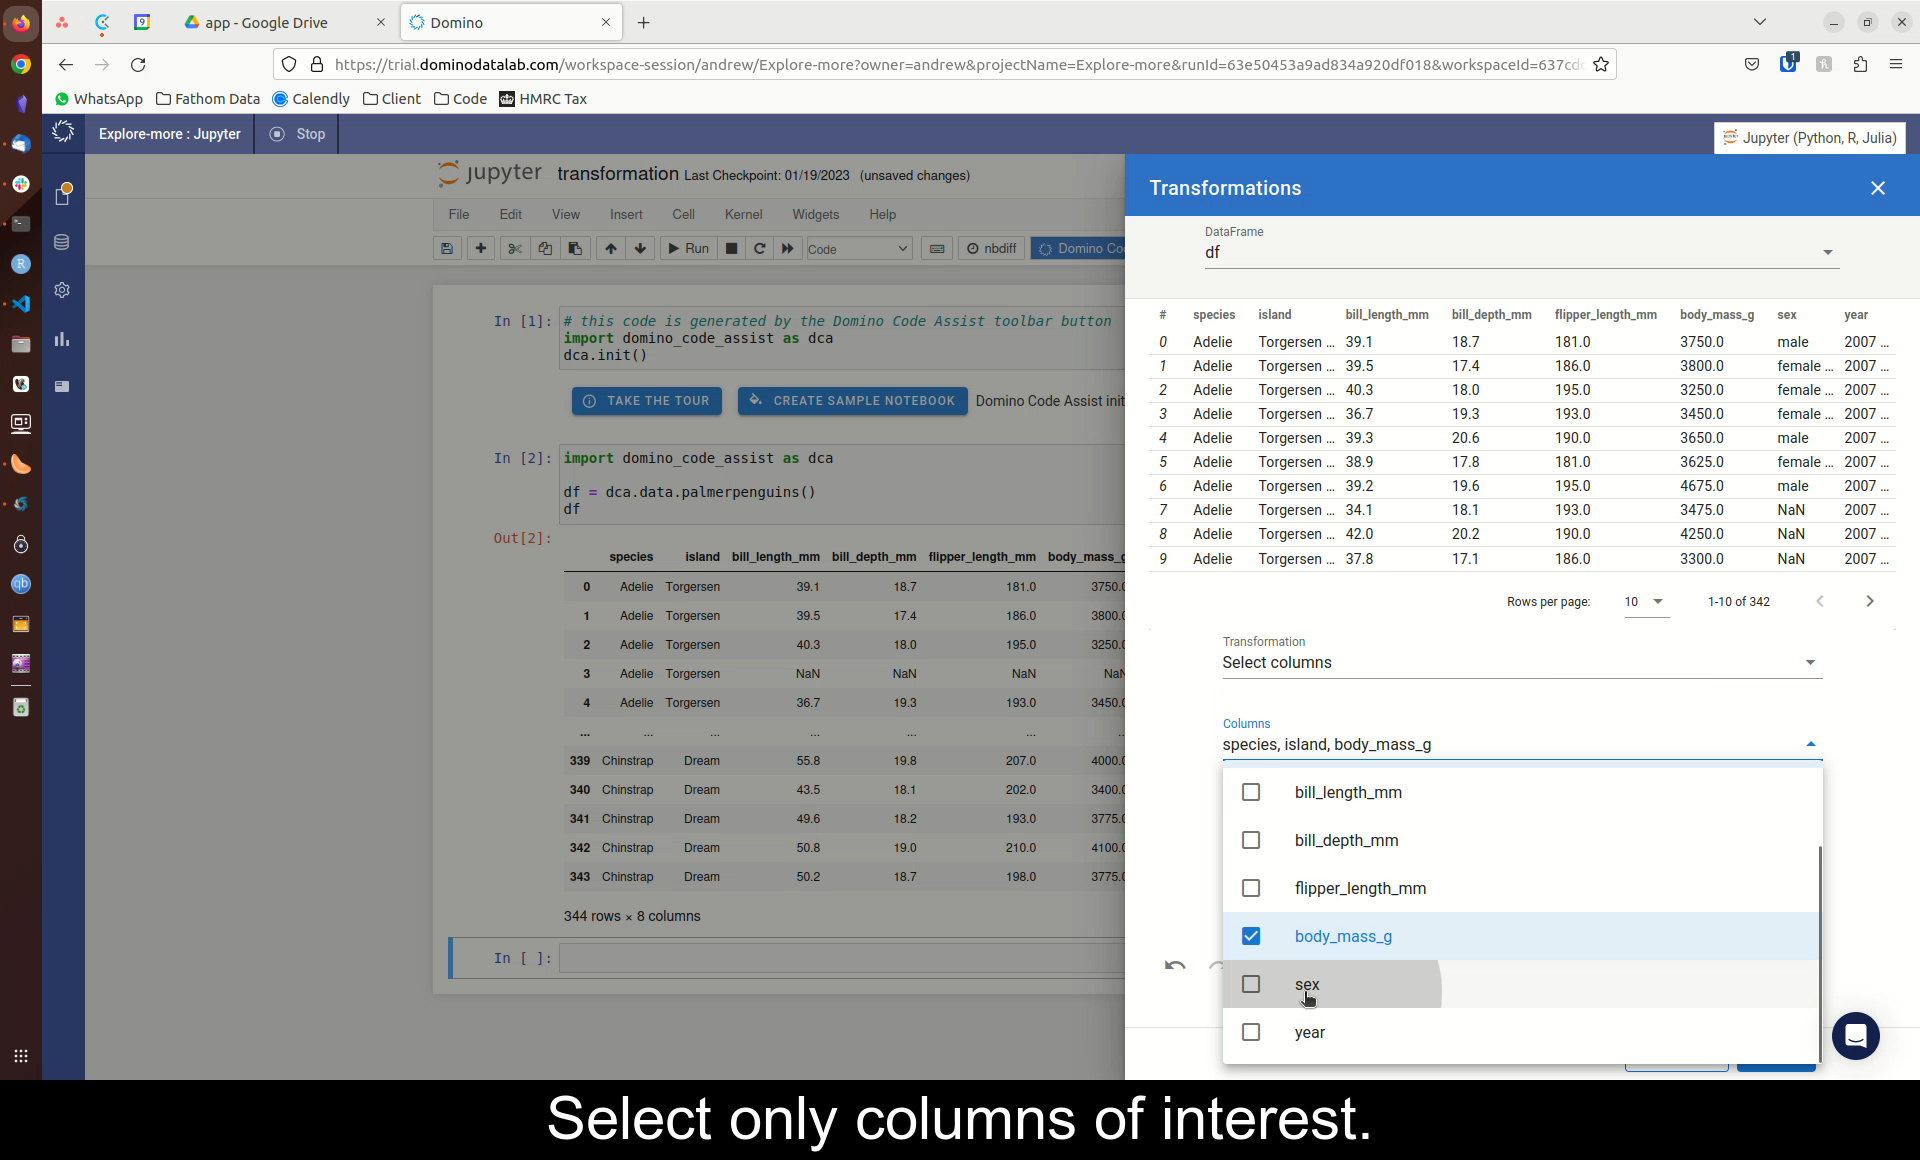 app - Google Drive
Domino
https://trial.dominodatalab.com/workspace-session/andrew/Explore-more?owner=andrew&projectName=Explore-more&runId=63e50453a9ad834a920df018&workspaceId=637cd
WhatsApp Fathom Data Calendly Client Code HMRC Tax
Explore-more : Jupyter Stop
Jupyter (Python, R, Julia)
jupyter transformation Last Checkpoint: 01/19/2023 (unsaved changes)
File Edit View Insert Cell Kernel Widgets Help
Run Code nbdiff Domino Co
In [1]: # this code is generated by the Domino Code Assist toolbar button
import domino_code_assist as dca
dca.init()
TAKE THE TOUR CREATE SAMPLE NOTEBOOK Domino Code Assist init
In [2]: import domino_code_assist as dca
df = dca.data.palmerpenguins()
df
Out[2]:
species island bill_length_mm bill_depth_mm flipper_length_mm body_mass_g
0 Adelie Torgersen 39.1 18.7 181.0 3750.0
1 Adelie Torgersen 39.5 17.4 186.0 3800.0
2 Adelie Torgersen 40.3 18.0 195.0 3250.0
3 Adelie Torgersen NaN NaN NaN NaN
4 Adelie Torgersen 36.7 19.3 193.0 3450.0
... ... ... ... ... ... ...
339 Chinstrap Dream 55.8 19.8 207.0 4000.0
340 Chinstrap Dream 43.5 18.1 202.0 3400.0
341 Chinstrap Dream 49.6 18.2 193.0 3775.0
342 Chinstrap Dream 50.8 19.0 210.0 4100.0
343 Chinstrap Dream 50.2 18.7 198.0 3775.0
344 rows × 8 columns
In [ ]:
Transformations
DataFrame
df
# species island bill_length_mm bill_depth_mm flipper_length_mm body_mass_g sex year
0 Adelie Torgersen ... 39.1 18.7 181.0 3750.0 male 2007 ...
1 Adelie Torgersen ... 39.5 17.4 186.0 3800.0 female ... 2007 ...
2 Adelie Torgersen ... 40.3 18.0 195.0 3250.0 female ... 2007 ...
3 Adelie Torgersen ... 36.7 19.3 193.0 3450.0 female ... 2007 ...
4 Adelie Torgersen ... 39.3 20.6 190.0 3650.0 male 2007 ...
5 Adelie Torgersen ... 38.9 17.8 181.0 3625.0 female ... 2007 ...
6 Adelie Torgersen ... 39.2 19.6 195.0 4675.0 male 2007 ...
7 Adelie Torgersen ... 34.1 18.1 193.0 3475.0 NaN 2007 ...
8 Adelie Torgersen ... 42.0 20.2 190.0 4250.0 NaN 2007 ...
9 Adelie Torgersen ... 37.8 17.1 186.0 3300.0 NaN 2007 ...
Rows per page: 10 1-10 of 342
Transformation
Select columns
Columns
species, island, body_mass_g
bill_length_mm
bill_depth_mm
flipper_length_mm
body_mass_g
sex
year
Select only columns of interest.